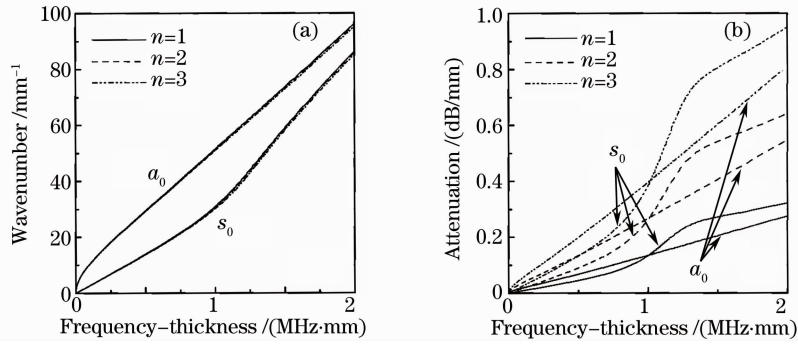 (a)
n=1
n=2
n=3
a₀
s₀
100
80
60
40
20
0
0
1
2
Wavenumber /mm⁻¹
Frequency-thickness /(MHz·mm)
(b)
n=1
n=2
n=3
s₀
a₀
1.0
0.8
0.6
0.4
0.2
0
0
1
2
Attenuation /(dB/mm)
Frequency-thickness /(MHz·mm)